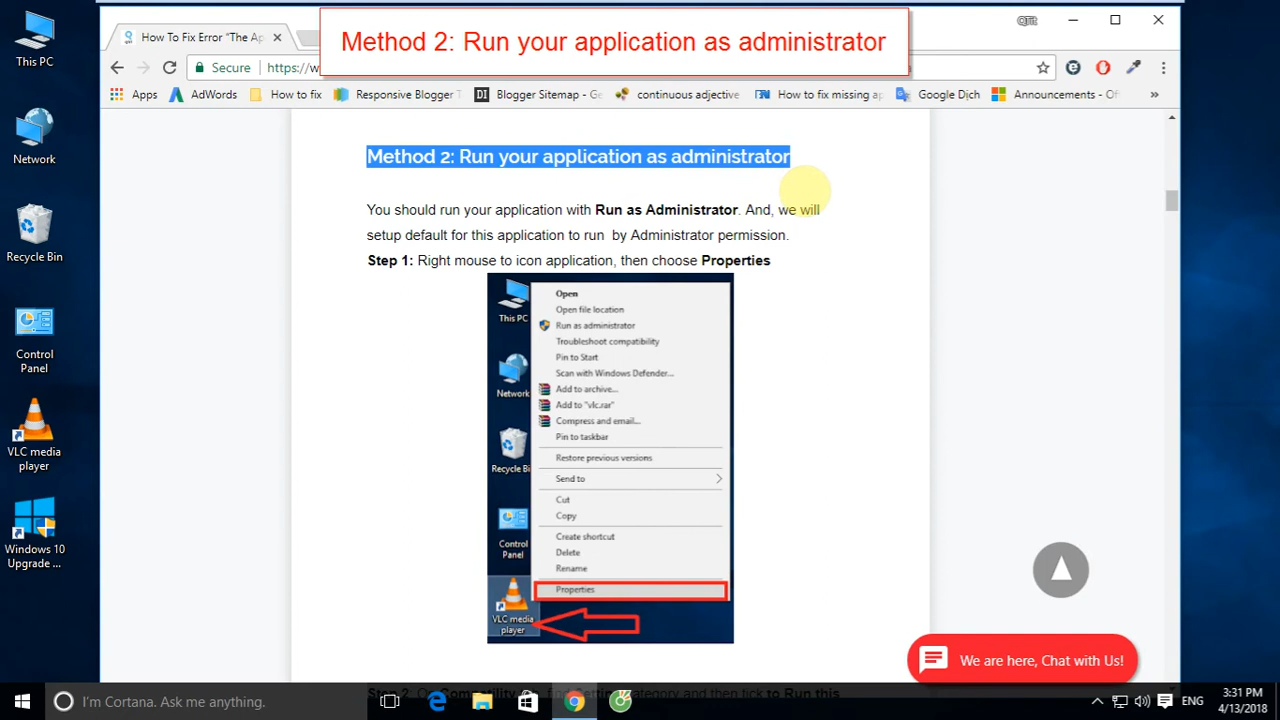 This PC
Network
Recycle Bin
Control
Panel
VLC media
player
Windows 10
Upgrade ...
How To Fix Error "The Ap
Method 2: Run your application as administrator
Secure
https://w
Apps
AdWords
How to fix
Responsive Blogger T
Blogger Sitemap - Ge
continuous adjective
How to fix missing ap
Google Dịch
Announcements - Of
»
Method 2: Run your application as administrator
You should run your application with Run as Administrator. And, we will
setup default for this application to run by Administrator permission.
Step 1: Right mouse to icon application, then choose Properties
This PC
Network
Recycle Bi
Control
Panel
VLC media
player
Open
Open file location
Run as administrator
Troubleshoot compatibility
Pin to Start
Scan with Windows Defender...
Add to archive...
Add to "vlc.rar"
Compress and email...
Pin to taskbar
Restore previous versions
Send to
Cut
Copy
Create shortcut
Delete
Rename
Properties
We are here, Chat with Us!
I'm Cortana. Ask me anything.
ENG
3:31 PM
4/13/2018